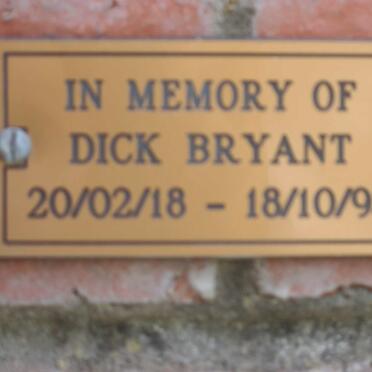 IN MEMORY OF
DICK BRYANT
20/02/18 - 18/10/9